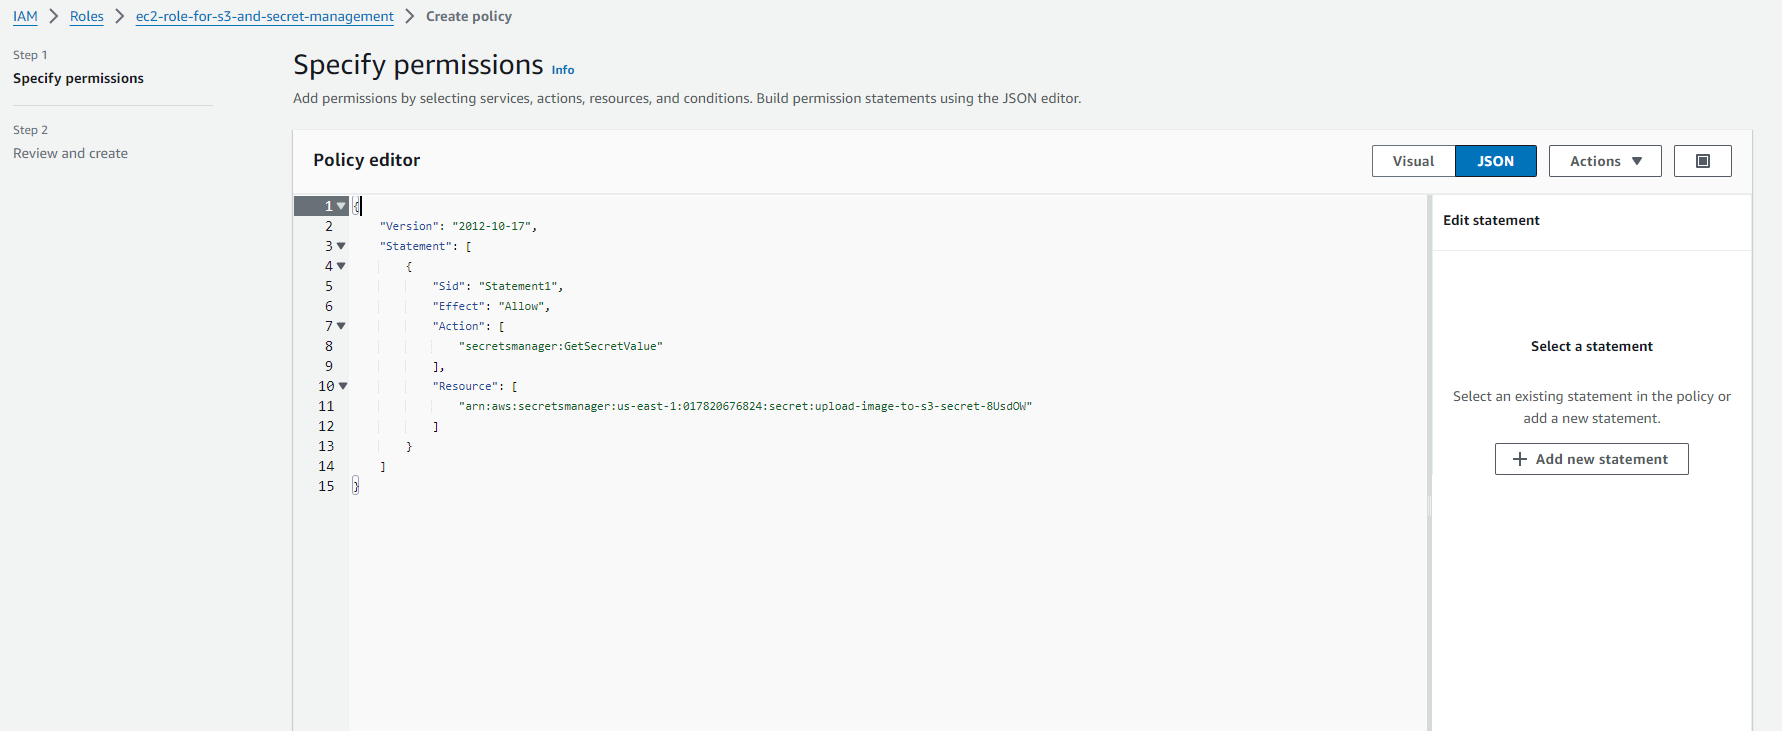 IAM > Roles > ec2-role-for-s3-and-secret-management > Create policy
Step 1
Specify permissions
Step 2
Review and create
Specify permissions Info
Add permissions by selecting services, actions, resources, and conditions. Build permission statements using the JSON editor.
Policy editor
Visual JSON Actions
1 {
2 "Version": "2012-10-17",
3 "Statement": [
4 {
5 "Sid": "Statement1",
6 "Effect": "Allow",
7 "Action": [
8 "secretsmanager:GetSecretValue"
9 ],
10 "Resource": [
11 "arn:aws:secretsmanager:us-east-1:017820676824:secret:upload-image-to-s3-secret-8UsdOW"
12 ]
13 }
14 ]
15 }
Edit statement
Select a statement
Select an existing statement in the policy or
add a new statement.
+ Add new statement